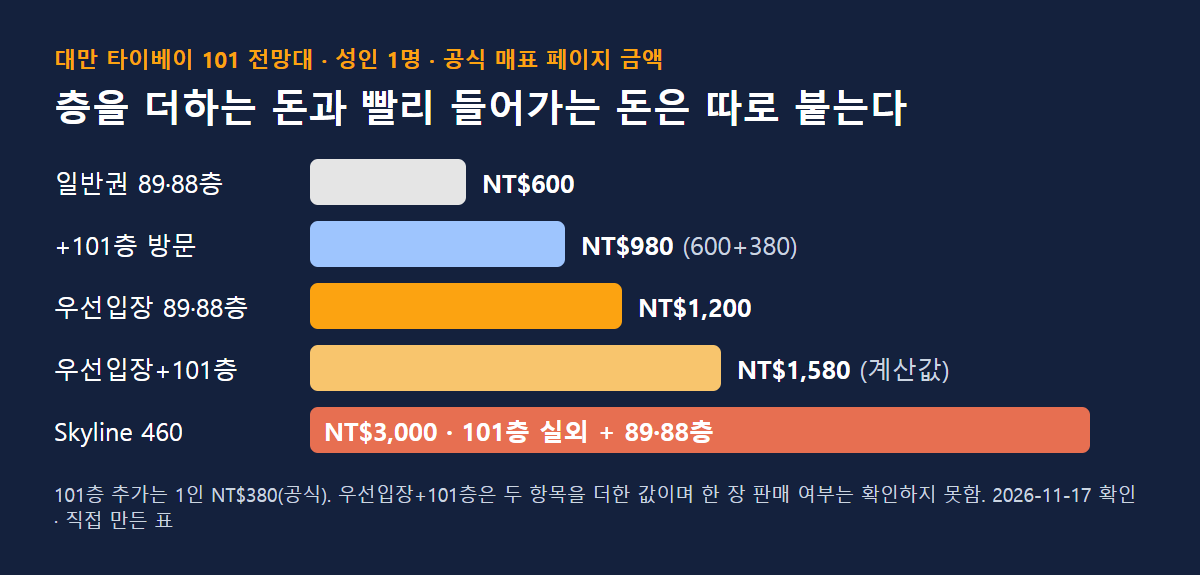 대만 타이베이 101 전망대 · 성인 1명 · 공식 매표 페이지 금액
층을 더하는 돈과 빨리 들어가는 돈은 따로 붙는다
일반권 89·88층 NT$600
+101층 방문 NT$980 (600+380)
우선입장 89·88층 NT$1,200
우선입장+101층 NT$1,580 (계산값)
Skyline 460 NT$3,000 · 101층 실외 + 89·88층
101층 추가는 1인 NT$380(공식). 우선입장+101층은 두 항목을 더한 값이며 한 장 판매 여부는 확인하지 못함. 2026-11-17 확인
· 직접 만든 표